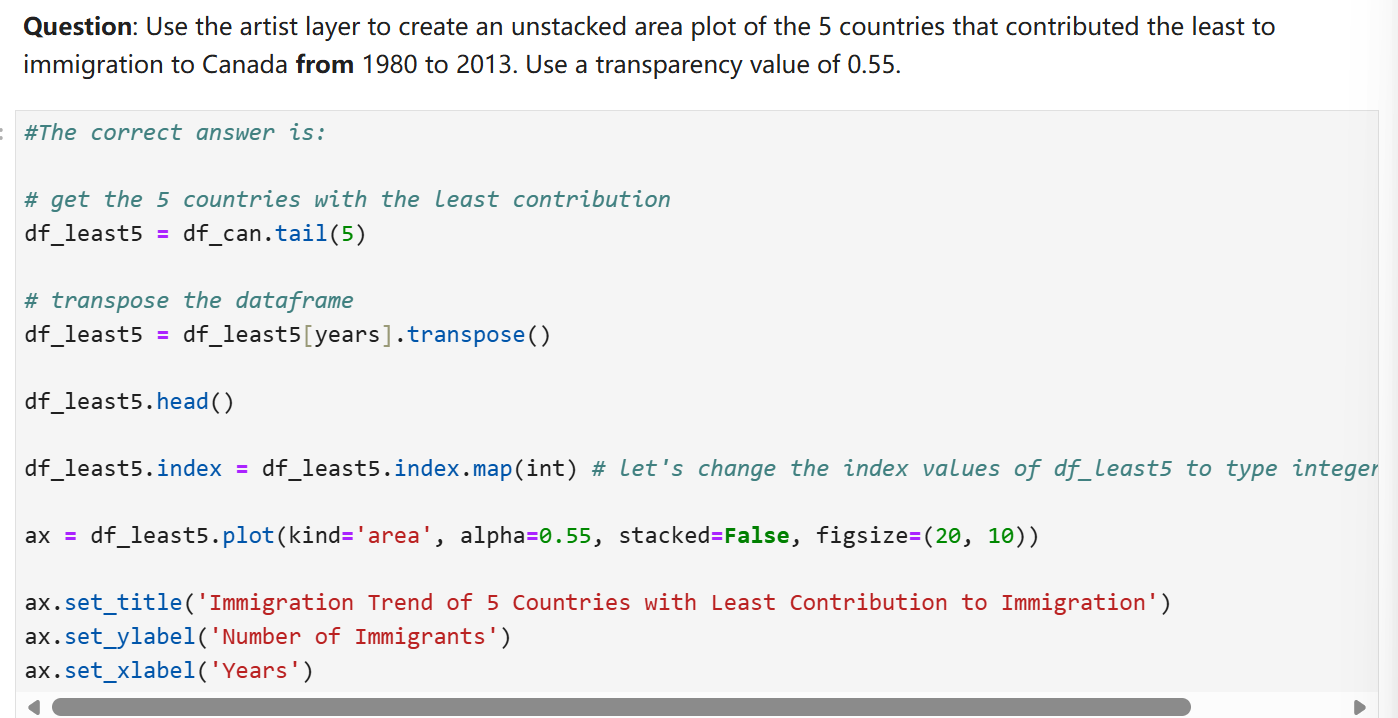 Question: Use the artist layer to create an unstacked area plot of the 5 countries that contributed the least to
immigration to Canada from 1980 to 2013. Use a transparency value of 0.55.
:
#The correct answer is:
# get the 5 countries with the least contribution
df_least5 = df_can.tail(5)
# transpose the dataframe
df_least5 = df_least5[years].transpose()
df_least5.head()
df_least5.index = df_least5.index.map(int) # let's change the index values of df_least5 to type integer
ax = df_least5.plot(kind='area', alpha=0.55, stacked=False, figsize=(20, 10))
ax.set_title('Immigration Trend of 5 Countries with Least Contribution to Immigration')
ax.set_ylabel('Number of Immigrants')
ax.set_xlabel('Years')